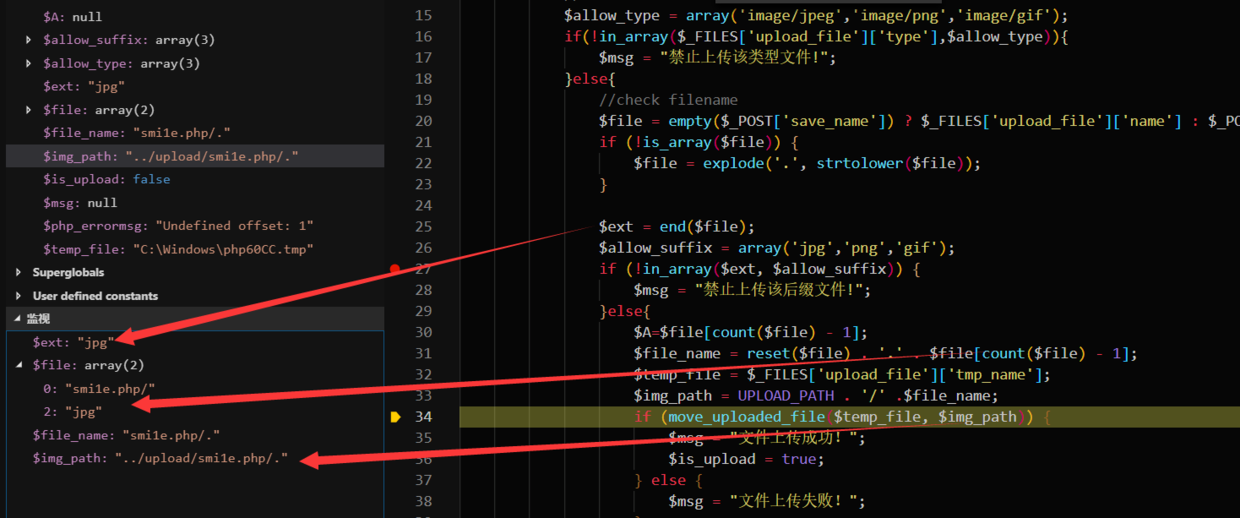 $A: null
$allow_suffix: array(3)
$allow_type: array(3)
$ext: "jpg"
$file: array(2)
$file_name: "smi1e.php/."
$img_path: "../upload/smi1e.php/."
$is_upload: false
$msg: null
$php_errormsg: "Undefined offset: 1"
$temp_file: "C:\Windows\php60CC.tmp"
Superglobals
User defined constants
监视
$ext: "jpg"
$file: array(2)
0: "smi1e.php/"
2: "jpg"
$file_name: "smi1e.php/."
$img_path: "../upload/smi1e.php/."
15 $allow_type = array('image/jpeg','image/png','image/gif');
16 if(!in_array($_FILES['upload_file']['type'],$allow_type)){
17 $msg = "禁止上传该类型文件!";
18 }else{
19 //check filename
20 $file = empty($_POST['save_name']) ? $_FILES['upload_file']['name'] : $_PO
21 if (!is_array($file)) {
22 $file = explode('.', strtolower($file));
23 }
24
25 $ext = end($file);
26 $allow_suffix = array('jpg','png','gif');
27 if (!in_array($ext, $allow_suffix)) {
28 $msg = "禁止上传该后缀文件!";
29 }else{
30 $A=$file[count($file) - 1];
31 $file_name = reset($file) . '.' . $file[count($file) - 1];
32 $temp_file = $_FILES['upload_file']['tmp_name'];
33 $img_path = UPLOAD_PATH . '/' .$file_name;
34 if (move_uploaded_file($temp_file, $img_path)) {
35 $msg = "文件上传成功！";
36 $is_upload = true;
37 } else {
38 $msg = "文件上传失败！";